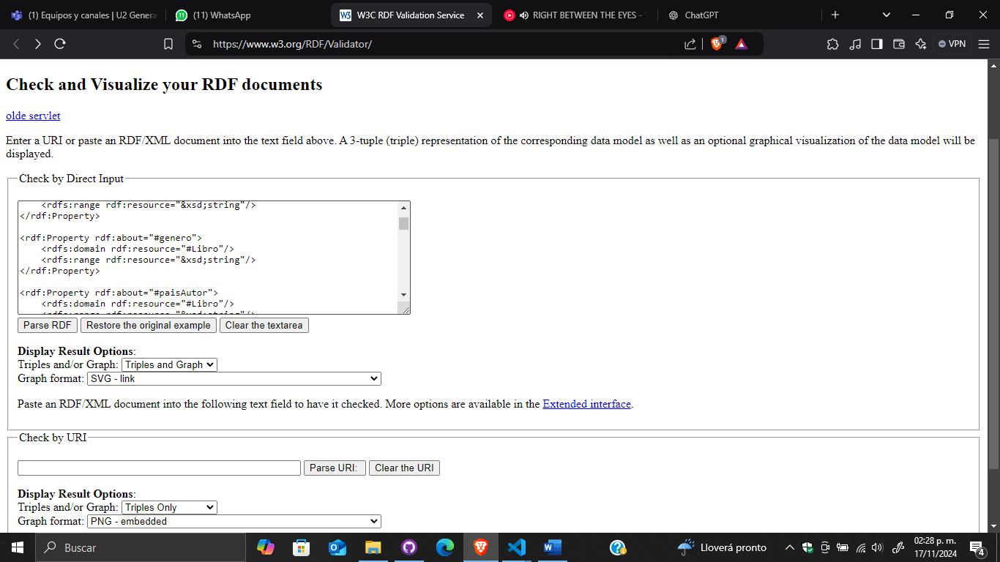 (1) Equipos y canales | U2 Genera
(11) WhatsApp
W3C RDF Validation Service
RIGHT BETWEEN THE EYES -
ChatGPT
https://www.w3.org/RDF/Validator/
1
VPN
Check and Visualize your RDF documents
olde servlet
Enter a URI or paste an RDF/XML document into the text field above. A 3-tuple (triple) representation of the corresponding data model as well as an optional graphical visualization of the data model will be
displayed.
Check by Direct Input
<rdfs:range rdf:resource="&xsd;string"/>
</rdf:Property>
<rdf:Property rdf:about="#genero">
<rdfs:domain rdf:resource="#Libro"/>
<rdfs:range rdf:resource="&xsd;string"/>
</rdf:Property>
<rdf:Property rdf:about="#paisAutor">
<rdfs:domain rdf:resource="#Libro"/>
<rdfs:range rdf:resource="&xsd;string"/>
Parse RDF Restore the original example Clear the textarea
Display Result Options:
Triples and/or Graph: Triples and Graph
Graph format: SVG - link
Paste an RDF/XML document into the following text field to have it checked. More options are available in the Extended interface.
Check by URI
Parse URI: Clear the URI
Display Result Options:
Triples and/or Graph: Triples Only
Graph format: PNG - embedded
Buscar
Lloverá pronto
02:28 p. m.
17/11/2024
4